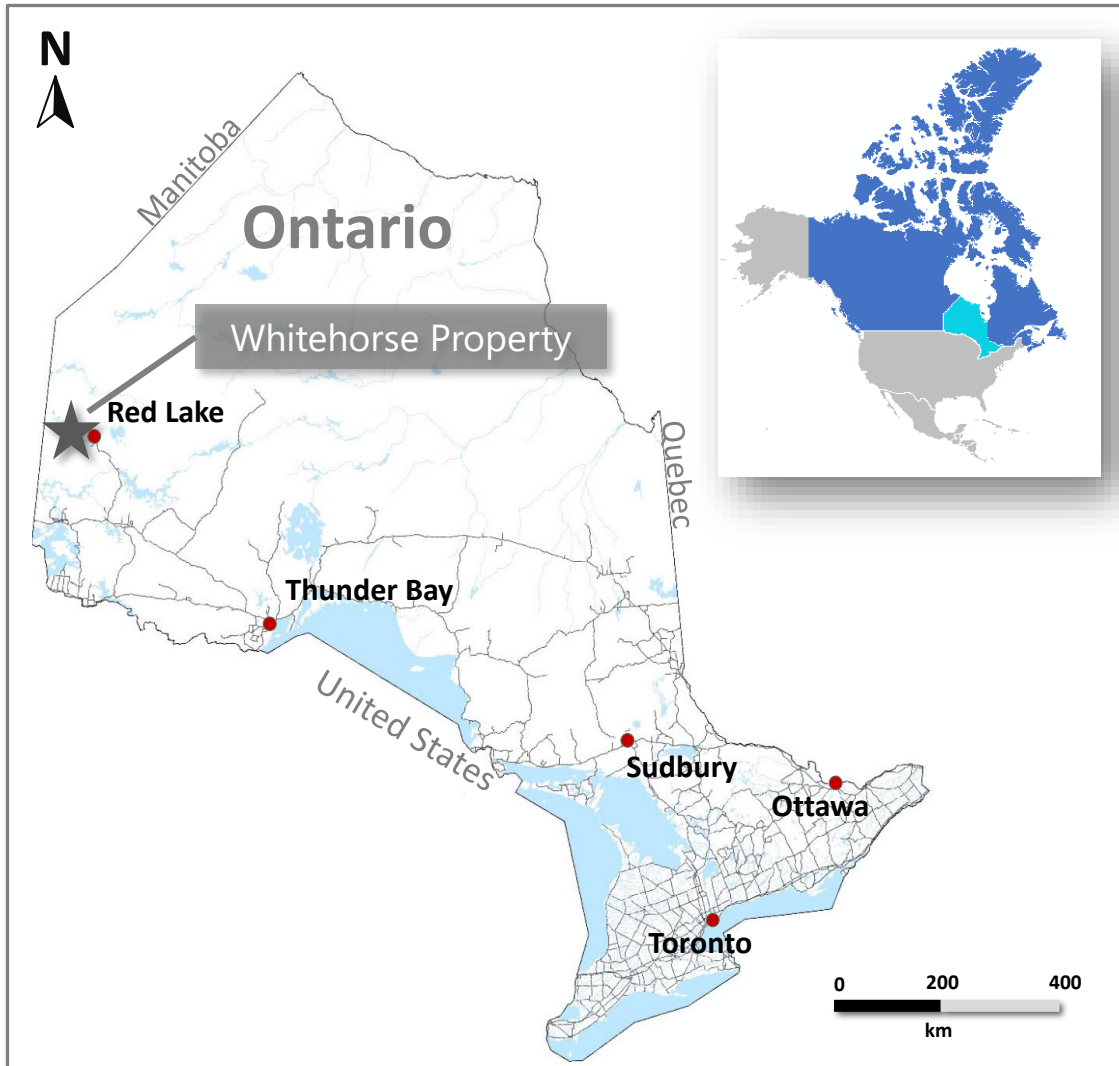 N
Manitoba
Ontario
Whitehorse Property
Red Lake
Quebec
Thunder Bay
United States
Sudbury
Ottawa
Toronto
0 200 400
km